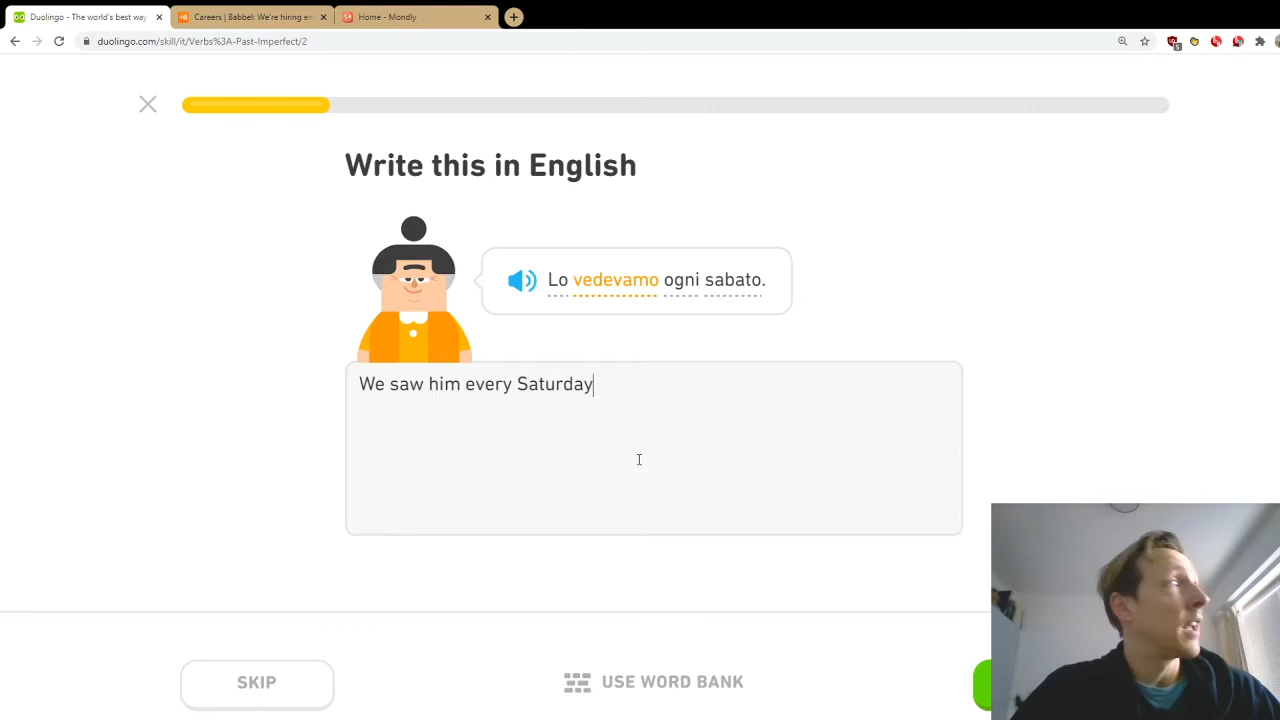 Duolingo - The world's best way
Careers | Babbel: We're hiring en
Home - Mondly
duolingo.com/skill/it/Verbs%3A-Past-Imperfect/2
Write this in English
Lo vedevamo ogni sabato.
We saw him every Saturday
SKIP
USE WORD BANK